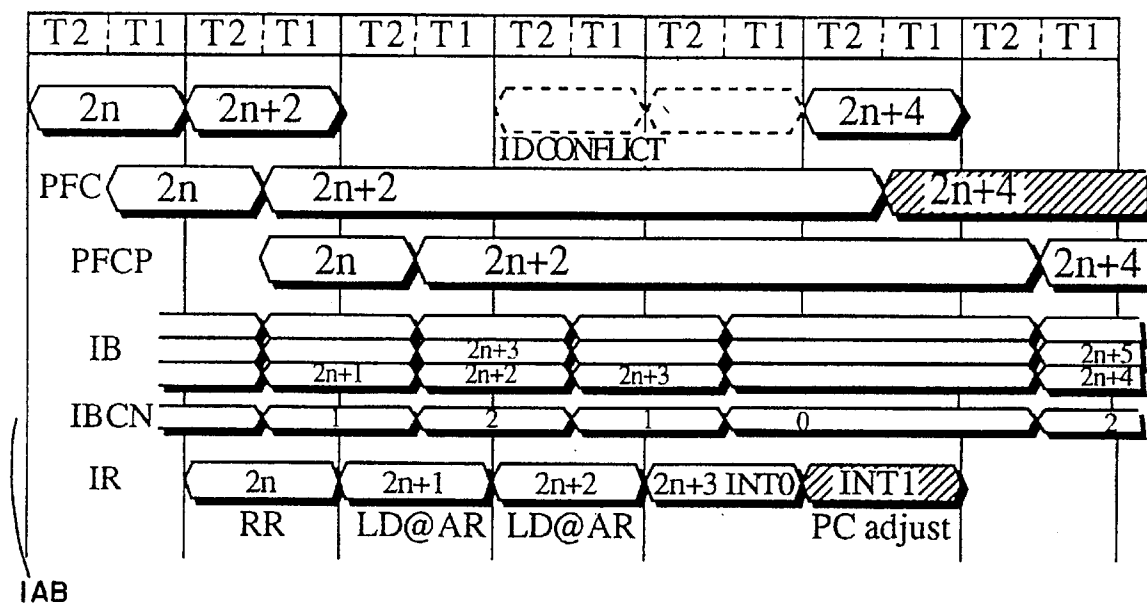 T2 T1 T2 T1 T2 T1 T2 T1 T2 T1 T2 T1 T2 T1
2n 2n+2 2n+4
ID CONFLICT
PFC 2n 2n+2 2n+4
PFCP 2n 2n+2 2n+4
IB
2n+3 2n+5
2n+1 2n+2 2n+3 2n+4
IBCN 1 2 1 0 2
IR 2n 2n+1 2n+2 2n+3 INT0 INT1
RR LD@AR LD@AR PC adjust
IAB